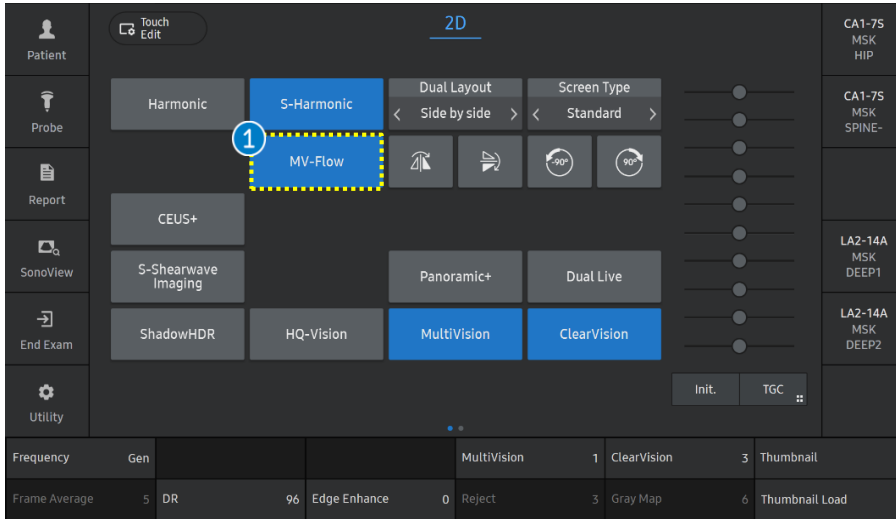 Patient
Probe
Report
SonoView
End Exam
Utility
Touch
Edit
2D
Harmonic
S-Harmonic
Dual Layout
< Side by side >
Screen Type
< Standard >
1
MV-Flow
-90°
90°
CEUS+
S-Shearwave
Imaging
Panoramic+
Dual Live
ShadowHDR
HQ-Vision
MultiVision
ClearVision
Init.
TGC
CA1-7S
MSK
HIP
CA1-7S
MSK
SPINE-
LA2-14A
MSK
DEEP1
LA2-14A
MSK
DEEP2
Frequency Gen
MultiVision 1
ClearVision 3
Thumbnail
Frame Average 5
DR 96
Edge Enhance 0
Reject 3
Gray Map 6
Thumbnail Load